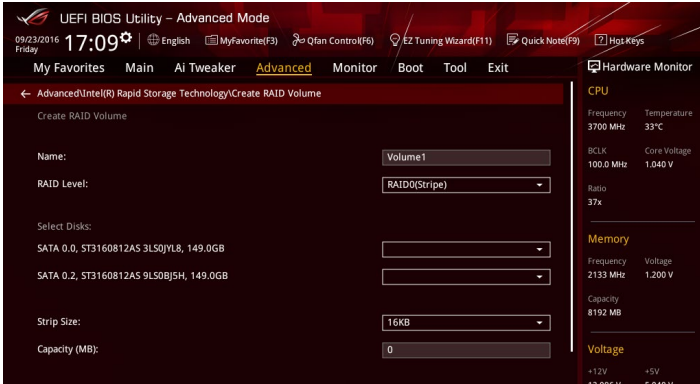 UEFI BIOS Utility – Advanced Mode
09/23/2016
Friday
17:09
English
MyFavorite(F3)
Qfan Control(F6)
EZ Tuning Wizard(F11)
Quick Note(F9)
? Hot Keys
My Favorites Main Ai Tweaker Advanced Monitor Boot Tool Exit
Hardware Monitor
← Advanced\Intel(R) Rapid Storage Technology\Create RAID Volume
Create RAID Volume
Name: Volume1
RAID Level: RAID0(Stripe)
Select Disks:
SATA 0.0, ST3160812AS 3LS0JYL8, 149.0GB
SATA 0.2, ST3160812AS 9LS0BJ5H, 149.0GB
Strip Size: 16KB
Capacity (MB): 0
CPU
Frequency Temperature
3700 MHz 33°C
BCLK Core Voltage
100.0 MHz 1.040 V
Ratio
37x
Memory
Frequency Voltage
2133 MHz 1.200 V
Capacity
8192 MB
Voltage
+12V +5V